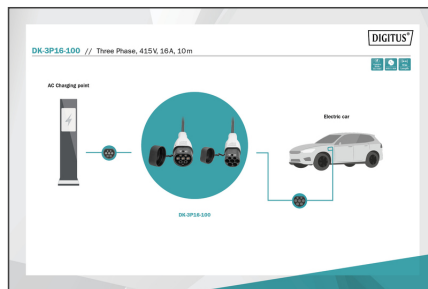 DIGITUS®
DK-3P16-100 // Three Phase, 415V, 16A, 10m
AC Charging point
Electric car
DK-3P16-100